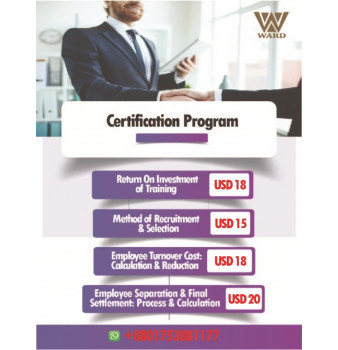 WARD
Certification Program
Return On Investment
of Training
USD 18
Method of Recruitment
& Selection
USD 15
Employee Turnover Cost:
Calculation & Reduction
USD 18
Employee Separation & Final
Settlement: Process & Calculation
USD 20